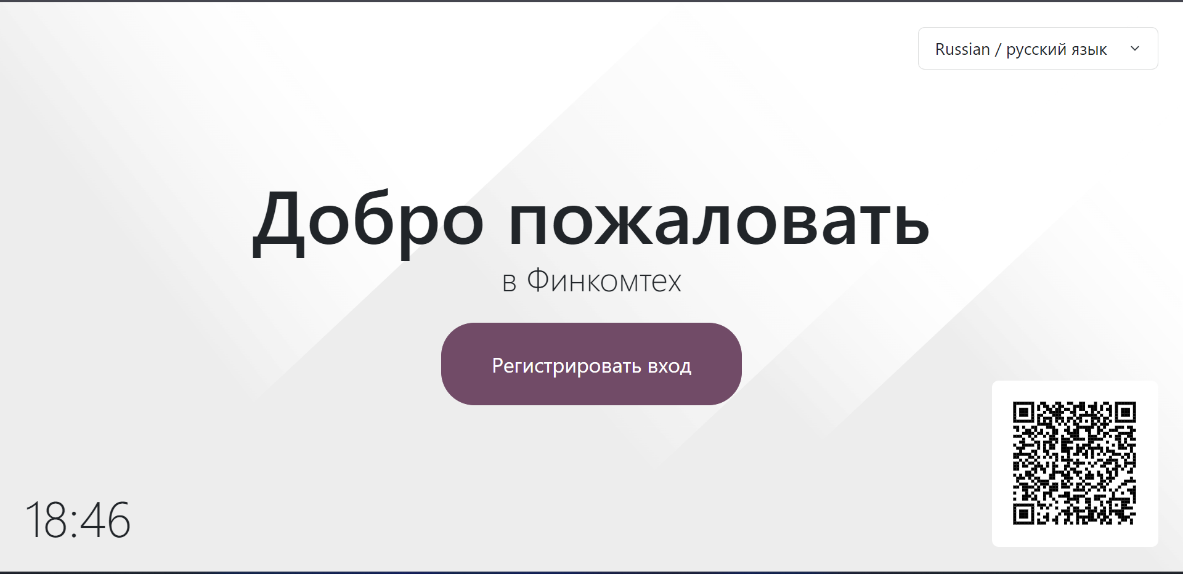 Russian / русский язык
Добро пожаловать
в Финкомтех
Регистрировать вход
18:46